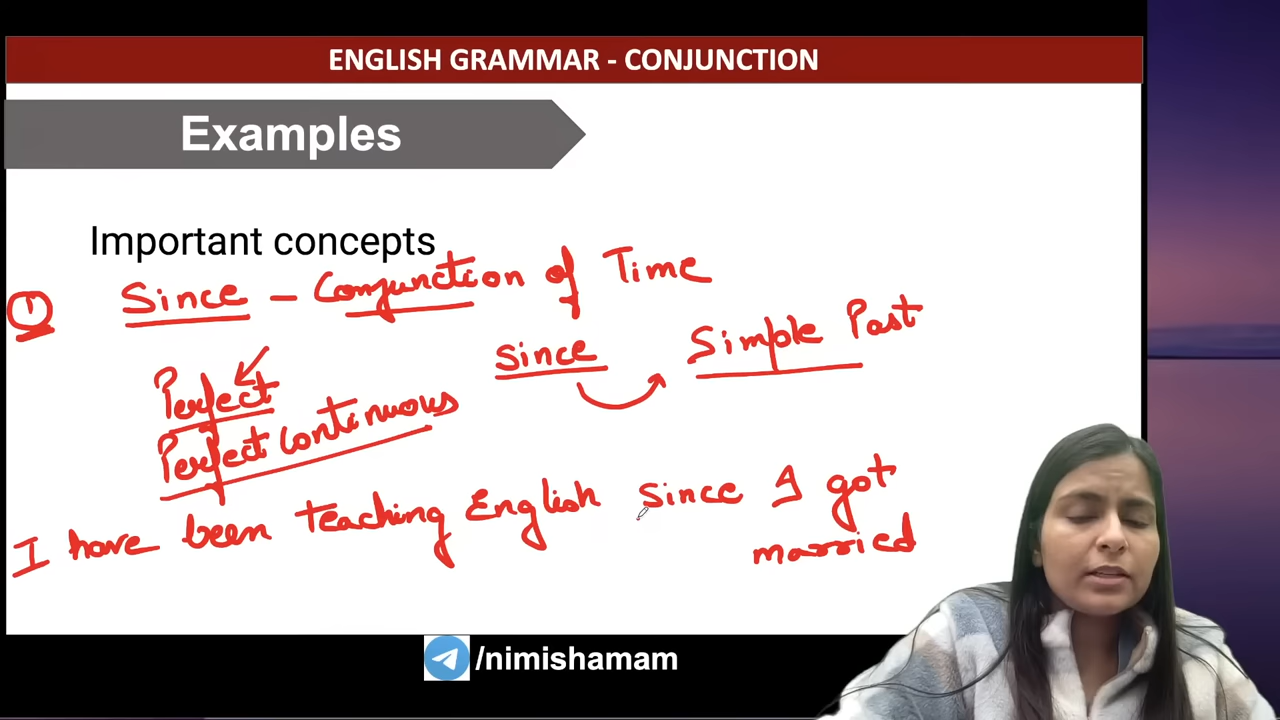 ENGLISH GRAMMAR - CONJUNCTION
Examples
Important concepts
① Since - Conjunction of Time
Since Simple Past
Perfect
Perfect continuous
I have been teaching English since I got
married
/nimishamam